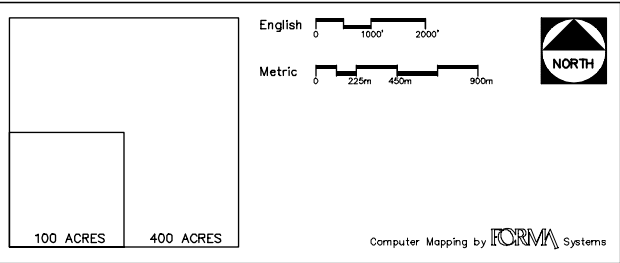 English
0 1000' 2000'
Metric
0 225m 450m 900m
NORTH
100 ACRES 400 ACRES
Computer Mapping by FORMA Systems